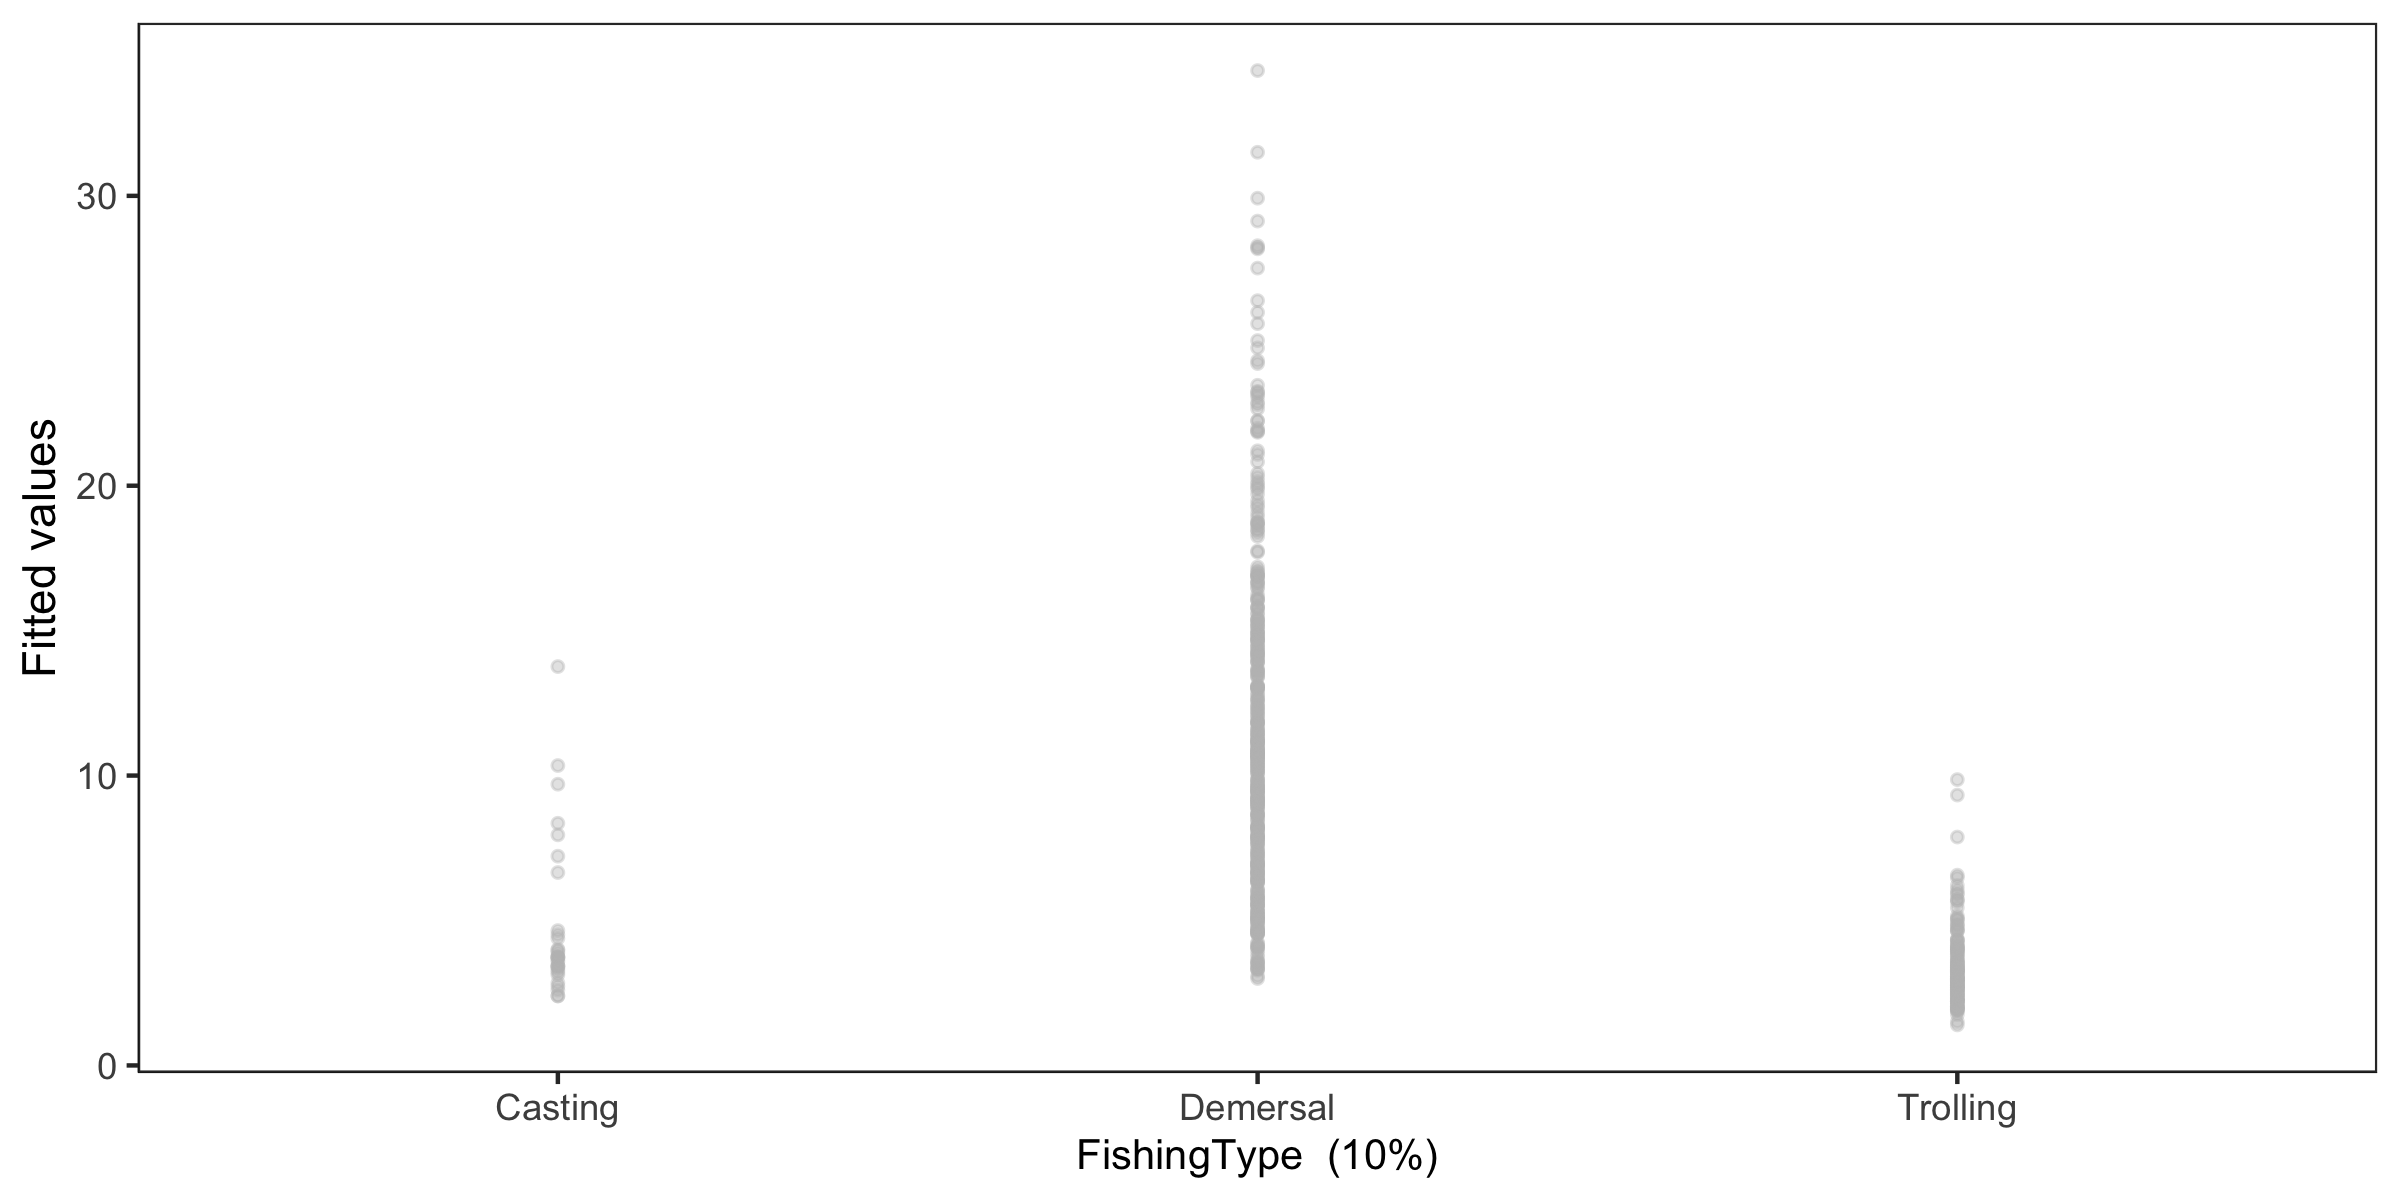 Fitted values
30
20
10
0
Casting
Demersal
Trolling
FishingType  (10%)